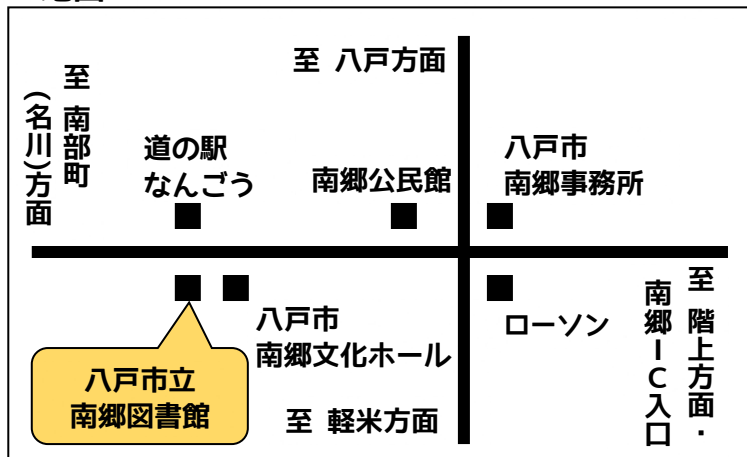 至 八戸方面
至 南部町
(名川)方面
道の駅
なんごう
南郷公民館
八戸市
南郷事務所
八戸市
南郷文化ホール
ローソン
至 階上方面・
南郷IC入口
八戸市立
南郷図書館
至 軽米方面